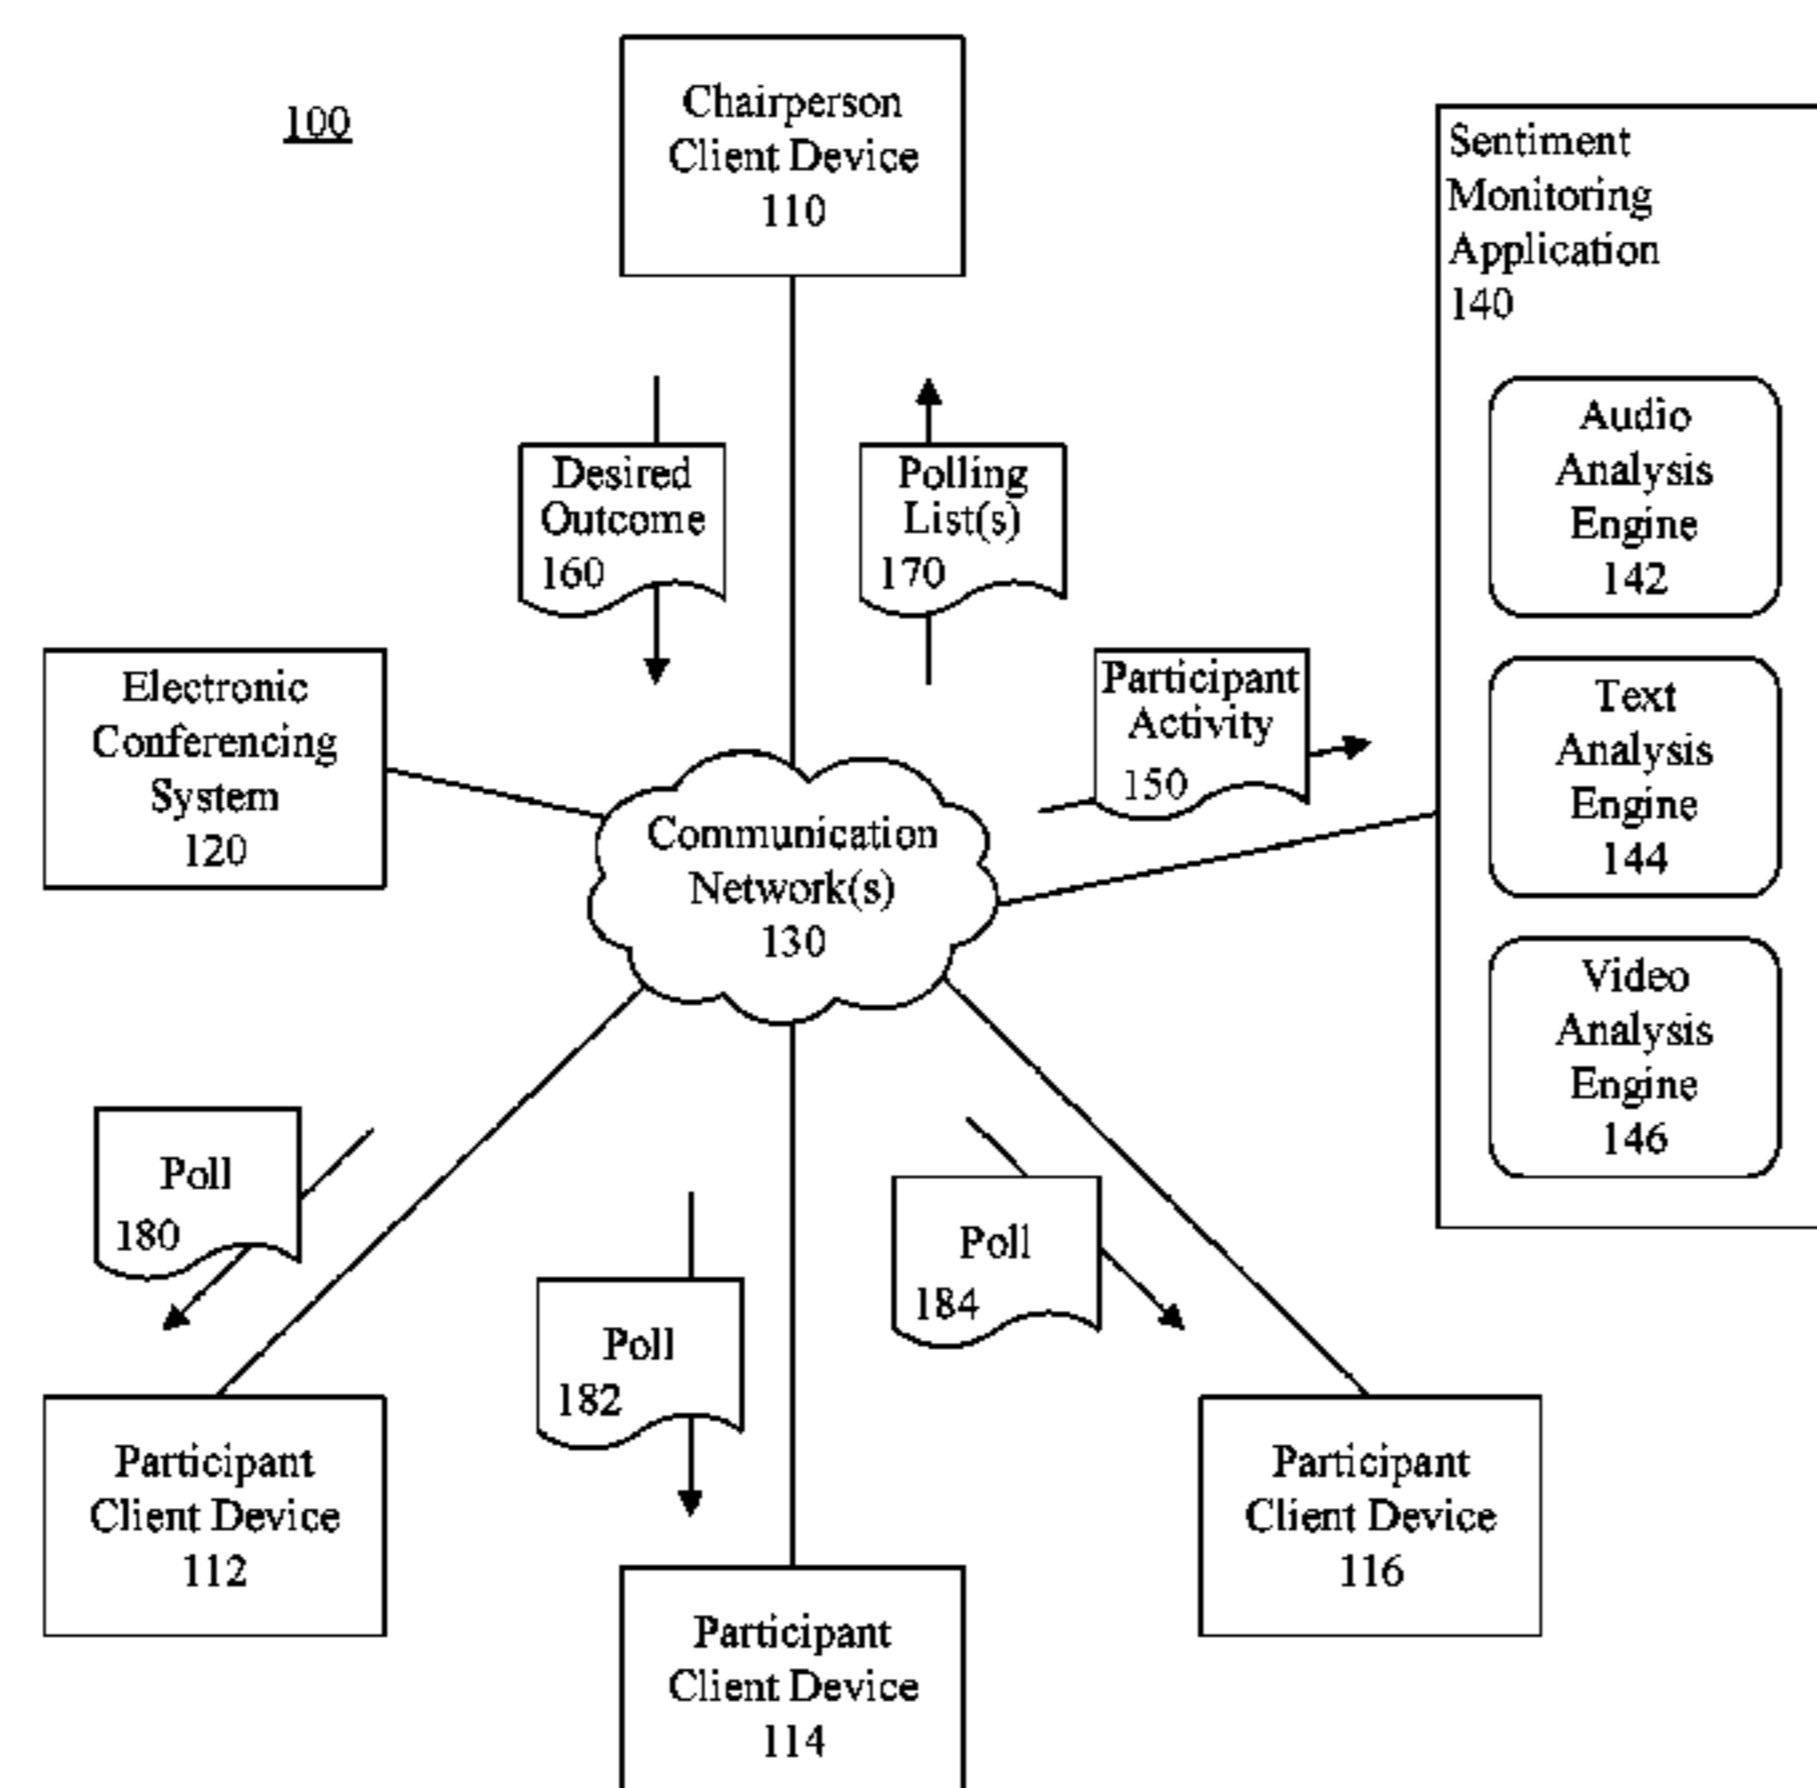 100
Chairperson
Client Device
110
Sentiment
Monitoring
Application
140
Audio
Analysis
Engine
142
Text
Analysis
Engine
144
Video
Analysis
Engine
146
Desired
Outcome
160
Polling
List(s)
170
Participant
Activity
150
Electronic
Conferencing
System
120
Communication
Network(s)
130
Poll
180
Poll
182
Poll
184
Participant
Client Device
112
Participant
Client Device
114
Participant
Client Device
116